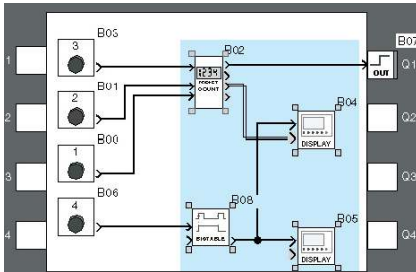 B03
3
B02
B07
1
1234
PRESET
COUNT
OUT
Q1
B01
2
B04
2
Q2
B00
DISPLAY
1
3
Q3
B06
4
B08
B05
4
BISTABLE
DISPLAY
Q4